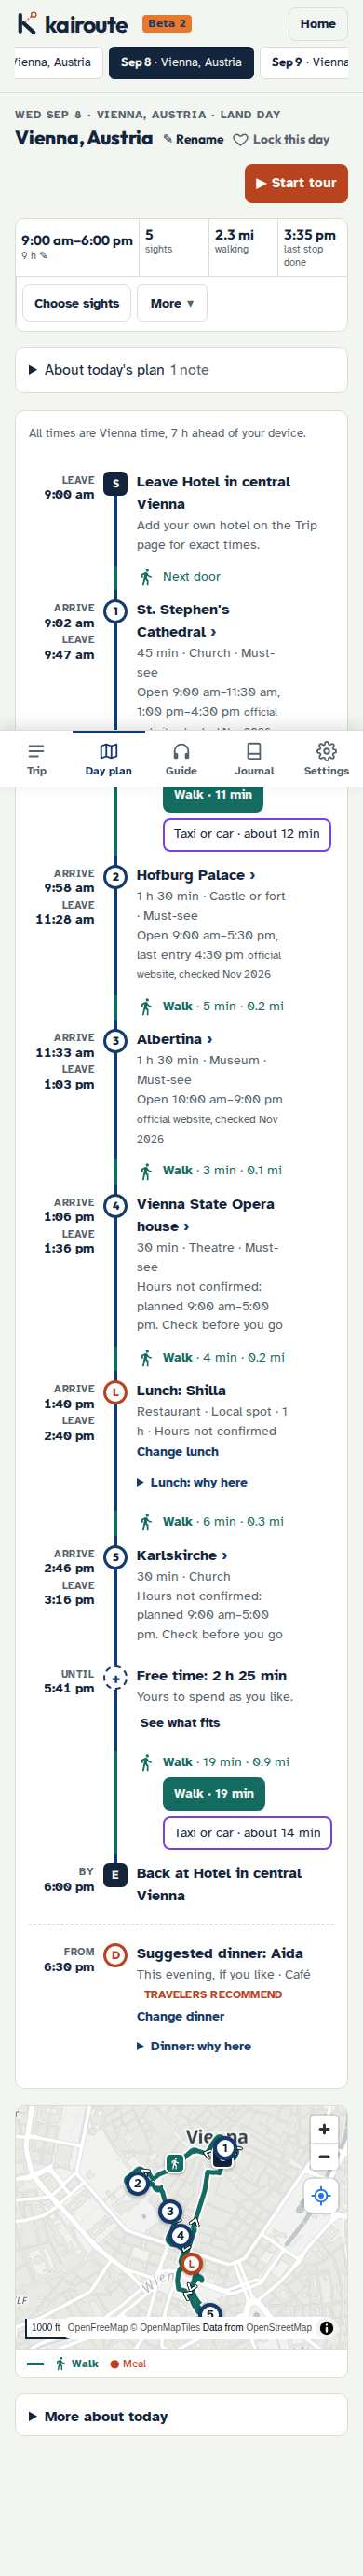 kairoute Beta 2 Home
Vienna, Austria Sep 8 · Vienna, Austria Sep 9 · Vienna
WED SEP 8 · VIENNA, AUSTRIA · LAND DAY
Vienna, Austria ✎ Rename Lock this day
▶ Start tour
9:00 am–6:00 pm
9 h ✎
5
sights
2.3 mi
walking
3:35 pm
last stop
done
Choose sights More ▾
▶ About today's plan 1 note
All times are Vienna time, 7 h ahead of your device.
LEAVE
9:00 am
S
Leave Hotel in central
Vienna
Add your own hotel on the Trip
page for exact times.
Next door
ARRIVE
9:02 am
LEAVE
9:47 am
1
St. Stephen's
Cathedral ›
45 min · Church · Must-
see
Open 9:00 am–11:30 am,
1:00 pm–4:30 pm official
Trip Day plan Guide Journal Settings
Walk · 11 min
Taxi or car · about 12 min
ARRIVE
9:58 am
LEAVE
11:28 am
2
Hofburg Palace ›
1 h 30 min · Castle or fort
· Must-see
Open 9:00 am–5:30 pm,
last entry 4:30 pm official
website, checked Nov 2026
Walk · 5 min · 0.2 mi
ARRIVE
11:33 am
LEAVE
1:03 pm
3
Albertina ›
1 h 30 min · Museum ·
Must-see
Open 10:00 am–9:00 pm
official website, checked Nov
2026
Walk · 3 min · 0.1 mi
ARRIVE
1:06 pm
LEAVE
1:36 pm
4
Vienna State Opera
house ›
30 min · Theatre · Must-
see
Hours not confirmed:
planned 9:00 am–5:00
pm. Check before you go
Walk · 4 min · 0.2 mi
ARRIVE
1:40 pm
LEAVE
2:40 pm
L
Lunch: Shilla
Restaurant · Local spot · 1
h · Hours not confirmed
Change lunch
▶ Lunch: why here
Walk · 6 min · 0.3 mi
ARRIVE
2:46 pm
LEAVE
3:16 pm
5
Karlskirche ›
30 min · Church
Hours not confirmed:
planned 9:00 am–5:00
pm. Check before you go
UNTIL
5:41 pm
+
Free time: 2 h 25 min
Yours to spend as you like.
See what fits
Walk · 19 min · 0.9 mi
Walk · 19 min
Taxi or car · about 14 min
BY
6:00 pm
E
Back at Hotel in central
Vienna
FROM
6:30 pm
D
Suggested dinner: Aida
This evening, if you like · Café
TRAVELERS RECOMMEND
Change dinner
▶ Dinner: why here
Vienna
1
2
3
4
L
5
Wien
LF
+
−
1000 ft OpenFreeMap © OpenMapTiles Data from OpenStreetMap
Walk Meal
▶ More about today